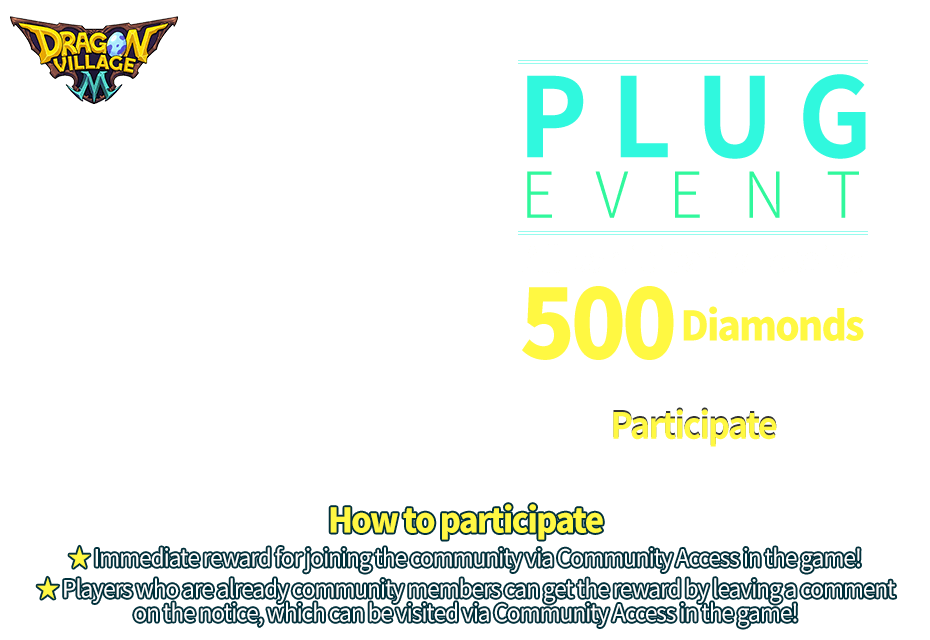 DRAGON
VILLAGE
M
PLUG
EVENT
500 Diamonds
Participate
How to participate
★ Immediate reward for joining the community via Community Access in the game!
★ Players who are already community members can get the reward by leaving a comment
on the notice, which can be visited via Community Access in the game!